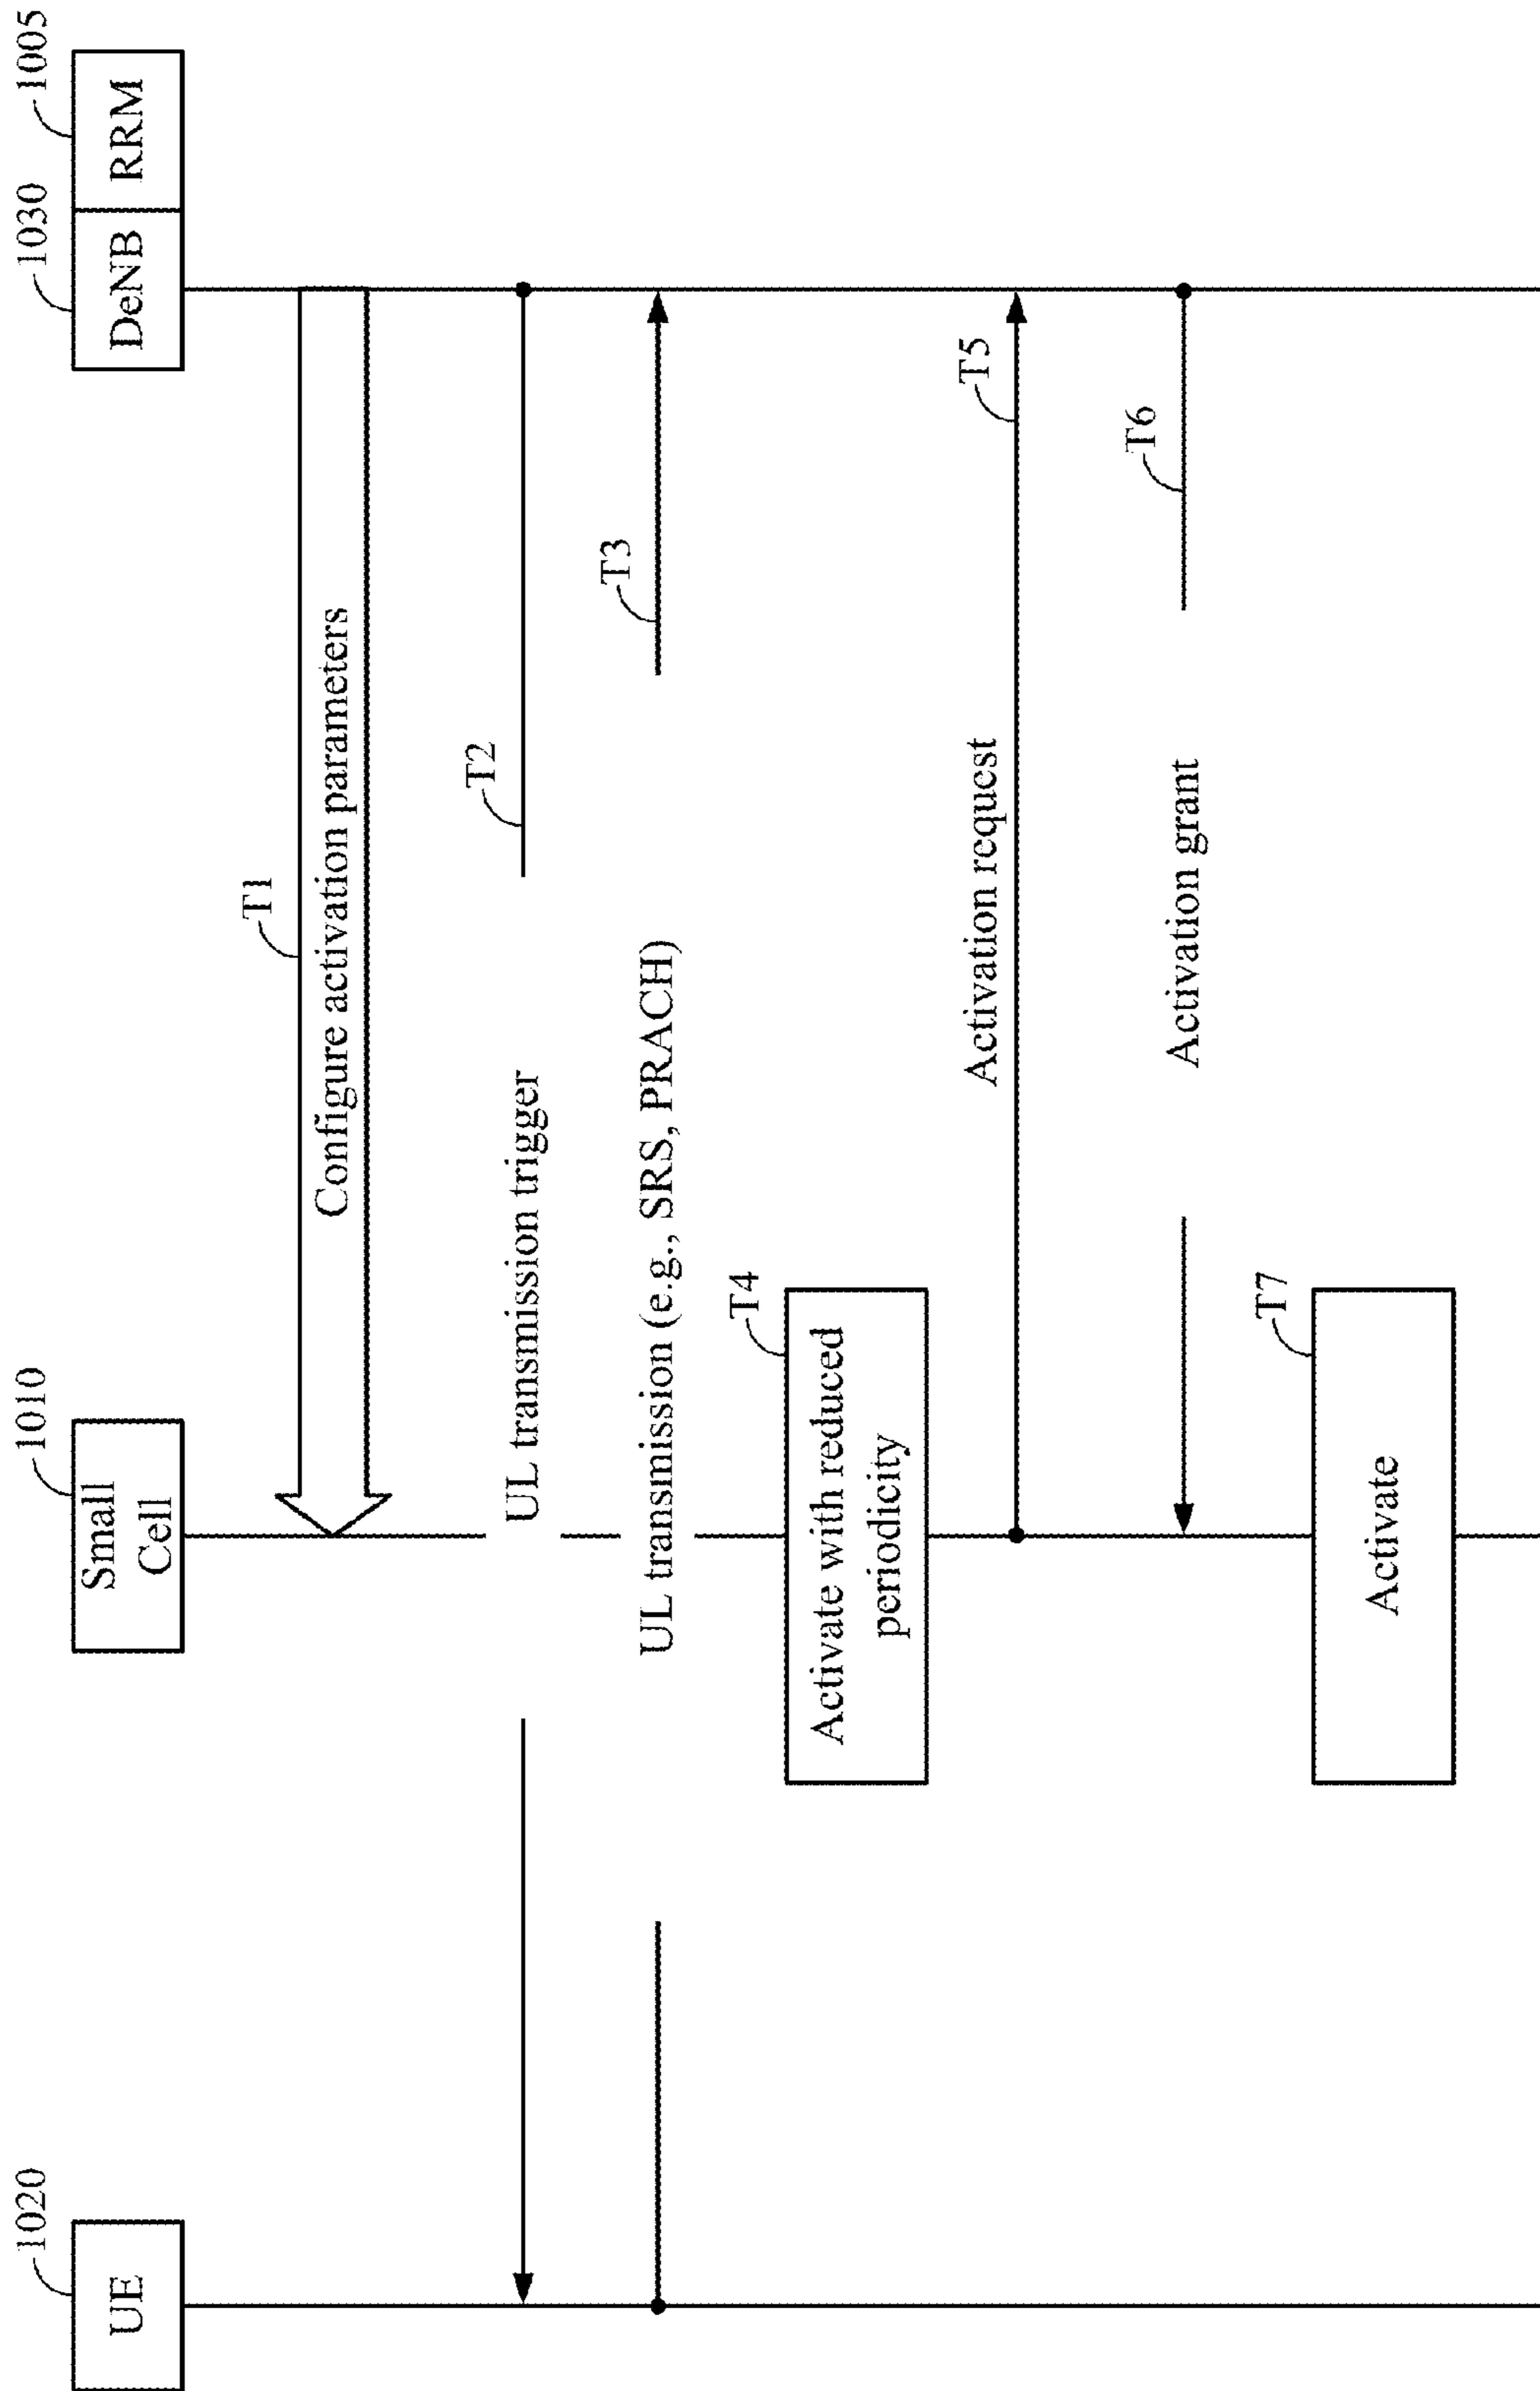 1020
UE
1010
Small
Cell
1030
DeNB
1005
RRM
T1
Configure activation parameters
T2
UL transmission trigger
T3
UL transmission (e.g., SRS, PRACH)
T4
Activate with reduced
periodicity
T5
Activation request
T6
Activation grant
T7
Activate